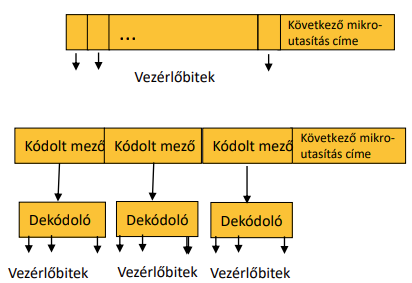 ...
Következő mikro-
utasítás címe
Vezérlőbitek
Kódolt mező Kódolt mező Kódolt mező Következő mikro-
utasítás címe
Dekódoló Dekódoló Dekódoló
Vezérlőbitek Vezérlőbitek Vezérlőbitek